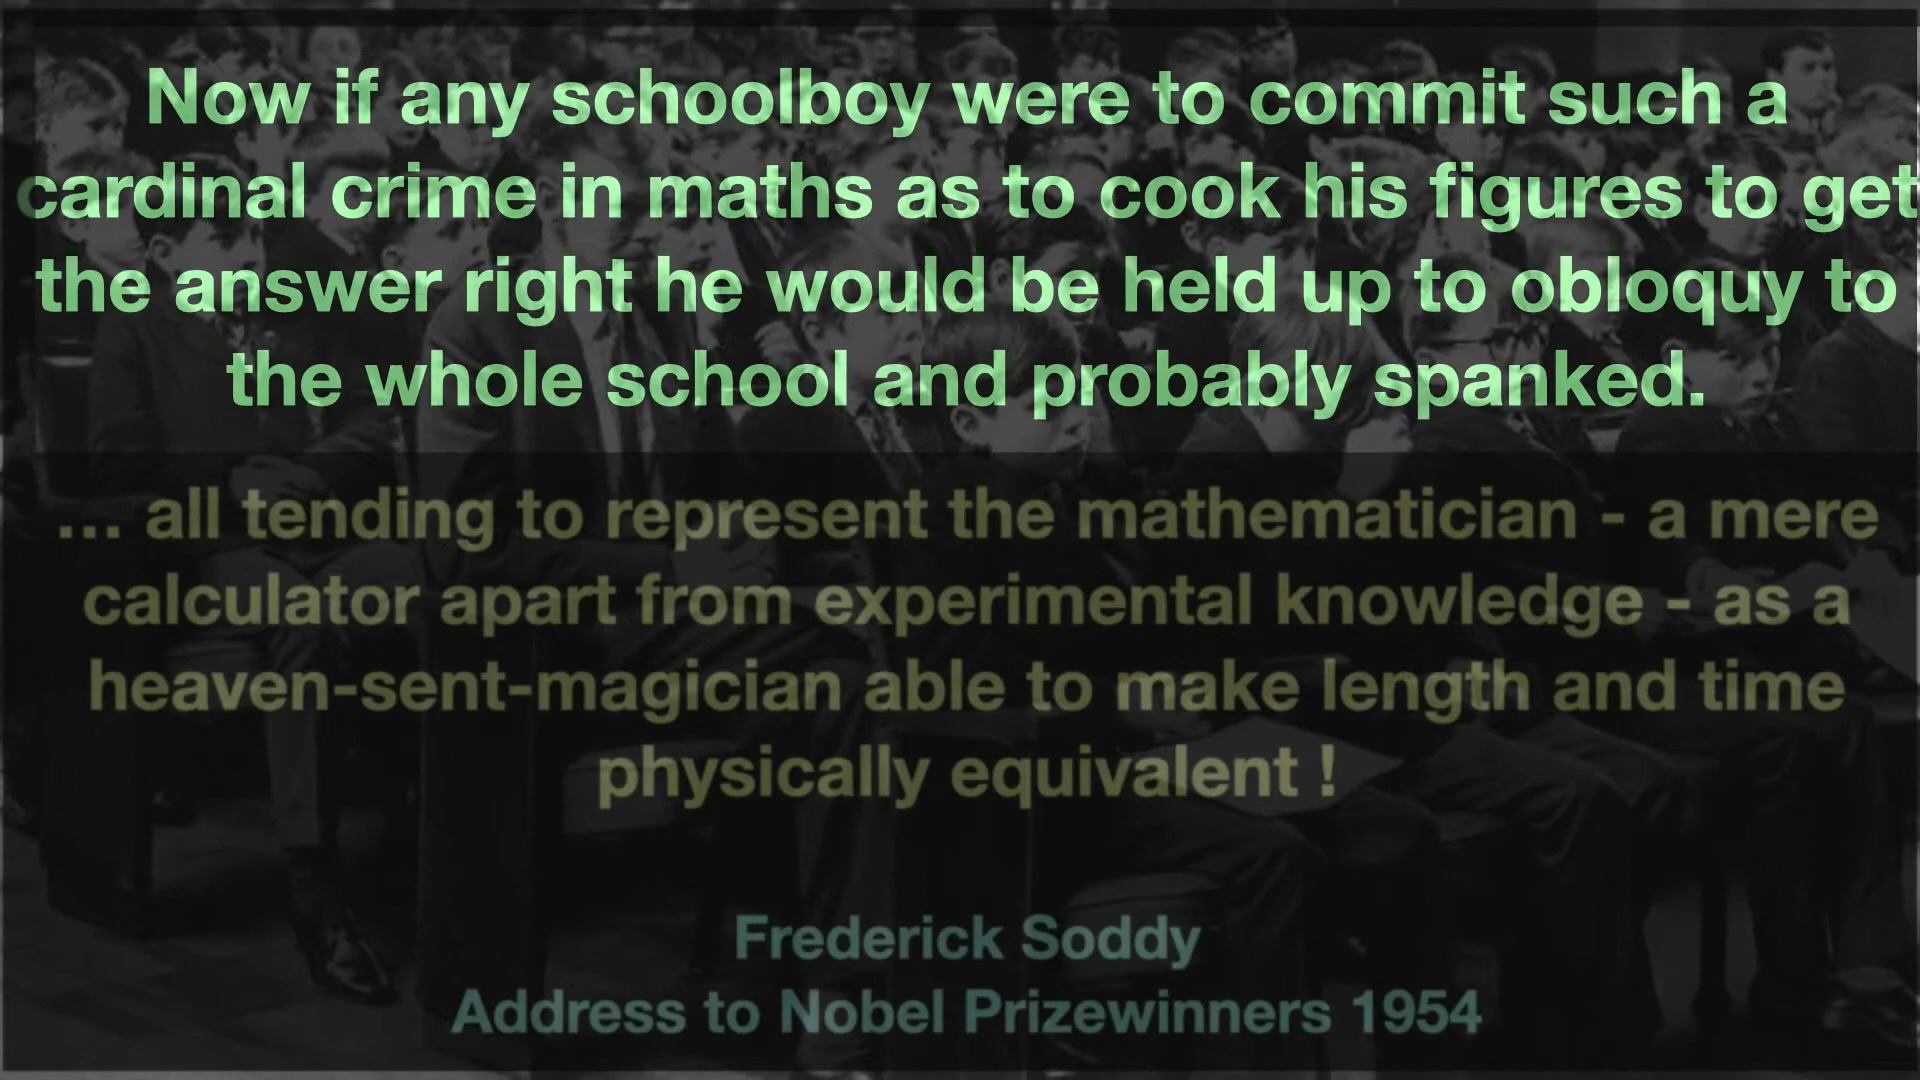 Now if any schoolboy were to commit such a
cardinal crime in maths as to cook his figures to get
the answer right he would be held up to obloquy to
the whole school and probably spanked.
... all tending to represent the mathematician - a mere
calculator apart from experimental knowledge - as a
heaven-sent-magician able to make length and time
physically equivalent !
Frederick Soddy
Address to Nobel Prizewinners 1954